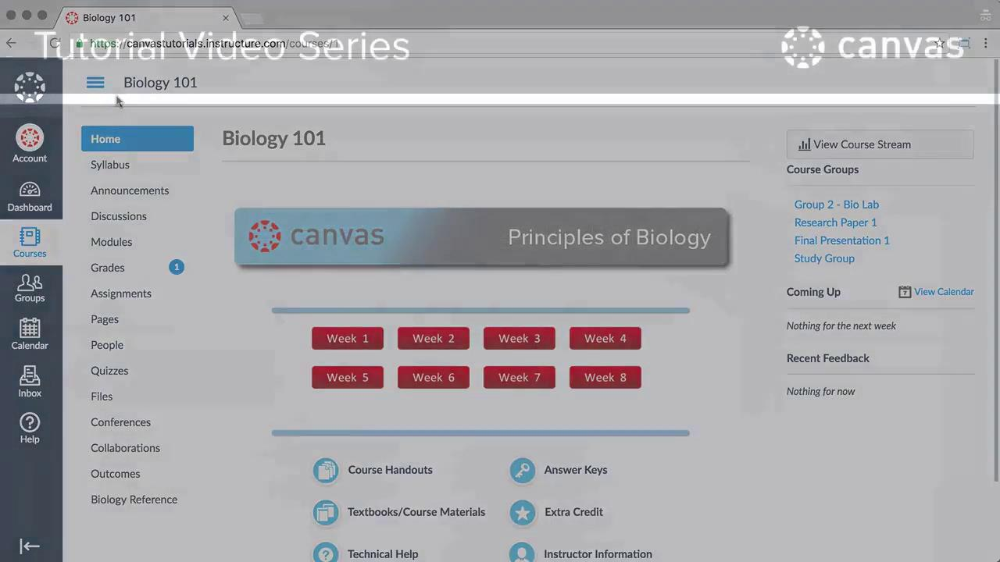 Biology 101
Tutorial Video Series
https://canvastutorials.instructure.com/courses/1
canvas
Biology 101
Account
Dashboard
Courses
Groups
Calendar
Inbox
Help
Home
Syllabus
Announcements
Discussions
Modules
Grades 1
Assignments
Pages
People
Quizzes
Files
Conferences
Collaborations
Outcomes
Biology Reference
Biology 101
canvas Principles of Biology
Week 1 Week 2 Week 3 Week 4
Week 5 Week 6 Week 7 Week 8
Course Handouts Answer Keys
Textbooks/Course Materials Extra Credit
Technical Help Instructor Information
View Course Stream
Course Groups
Group 2 - Bio Lab
Research Paper 1
Final Presentation 1
Study Group
Coming Up 7 View Calendar
Nothing for the next week
Recent Feedback
Nothing for now